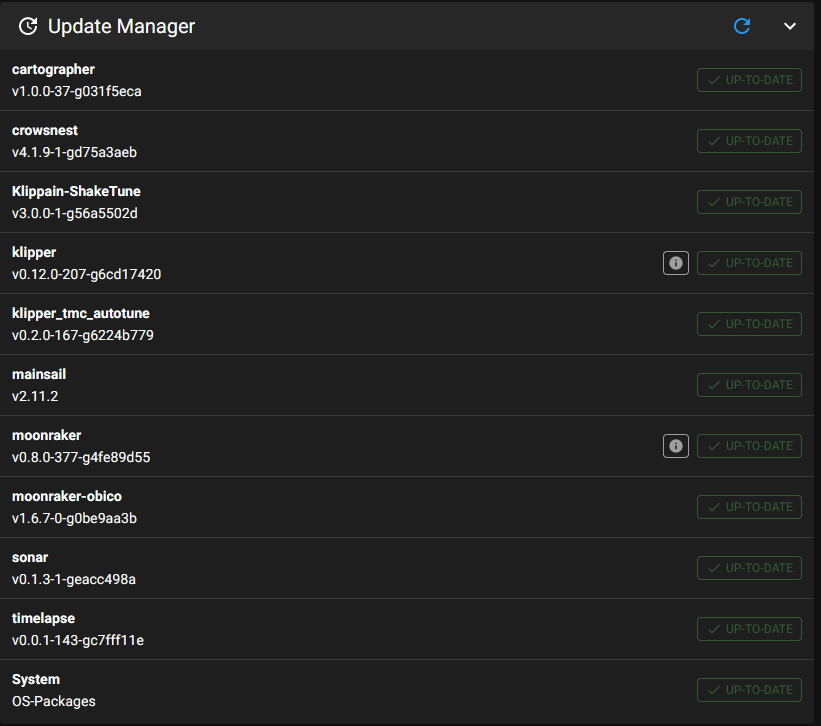 Update Manager
cartographer
v1.0.0-37-g031f5eca
UP-TO-DATE
crowsnest
v4.1.9-1-gd75a3aeb
UP-TO-DATE
Klippain-ShakeTune
v3.0.0-1-g56a5502d
UP-TO-DATE
klipper
v0.12.0-207-g6cd17420
UP-TO-DATE
klipper_tmc_autotune
v0.2.0-167-g6224b779
UP-TO-DATE
mainsail
v2.11.2
UP-TO-DATE
moonraker
v0.8.0-377-g4fe89d55
UP-TO-DATE
moonraker-obico
v1.6.7-0-g0be9aa3b
UP-TO-DATE
sonar
v0.1.3-1-geacc498a
UP-TO-DATE
timelapse
v0.0.1-143-gc7fff11e
UP-TO-DATE
System
OS-Packages
UP-TO-DATE